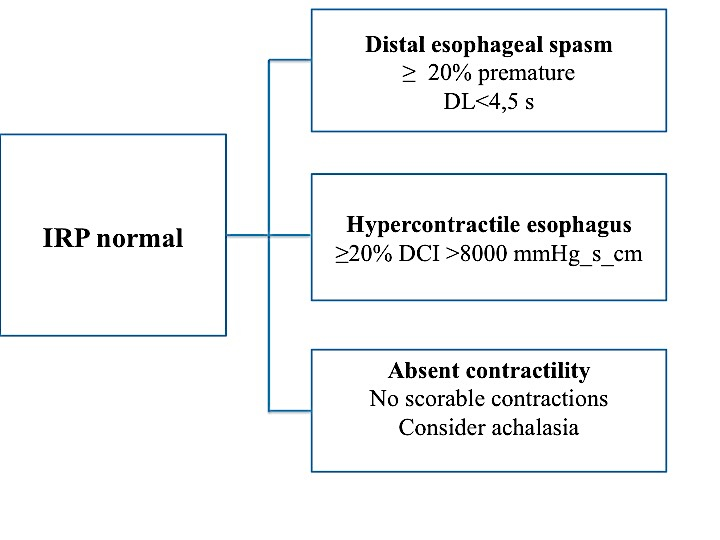 IRP normal
Distal esophageal spasm
≥ 20% premature
DL<4,5 s
Hypercontractile esophagus
≥20% DCI >8000 mmHg_s_cm
Absent contractility
No scorable contractions
Consider achalasia